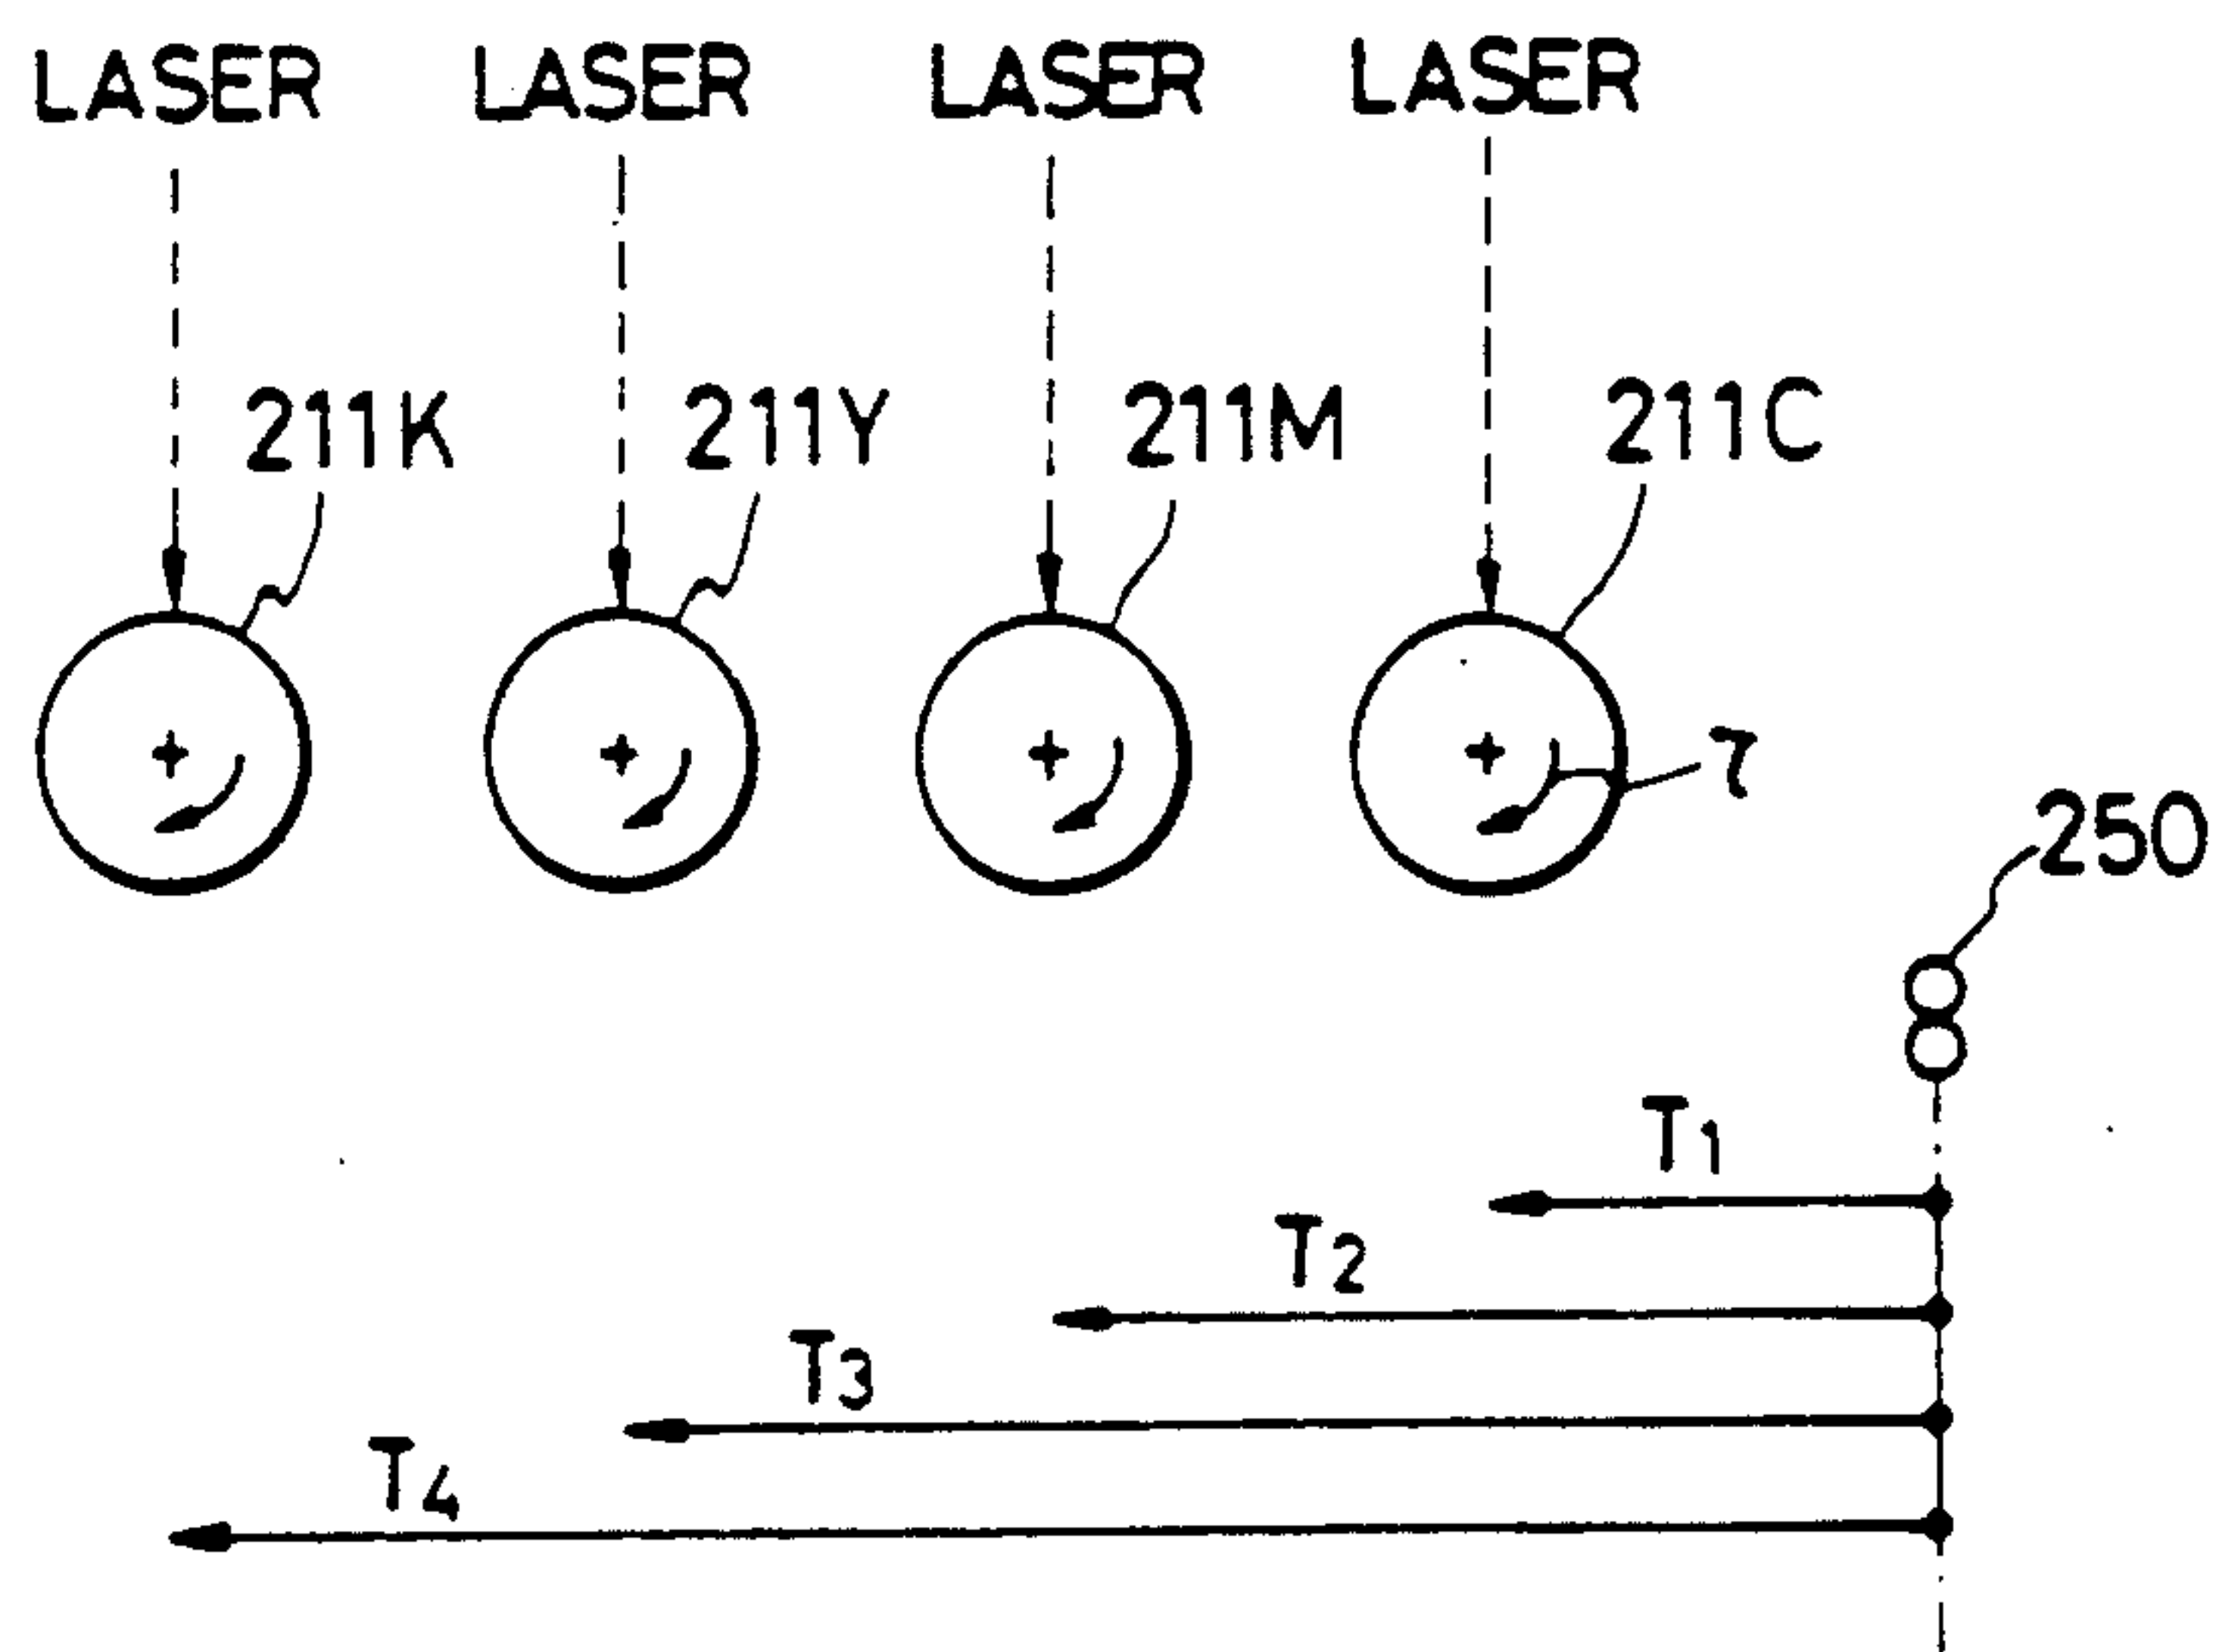 LASER LASER LASER LASER
211K 211Y 211M 211C
τ
250
T1
T2
T3
T4